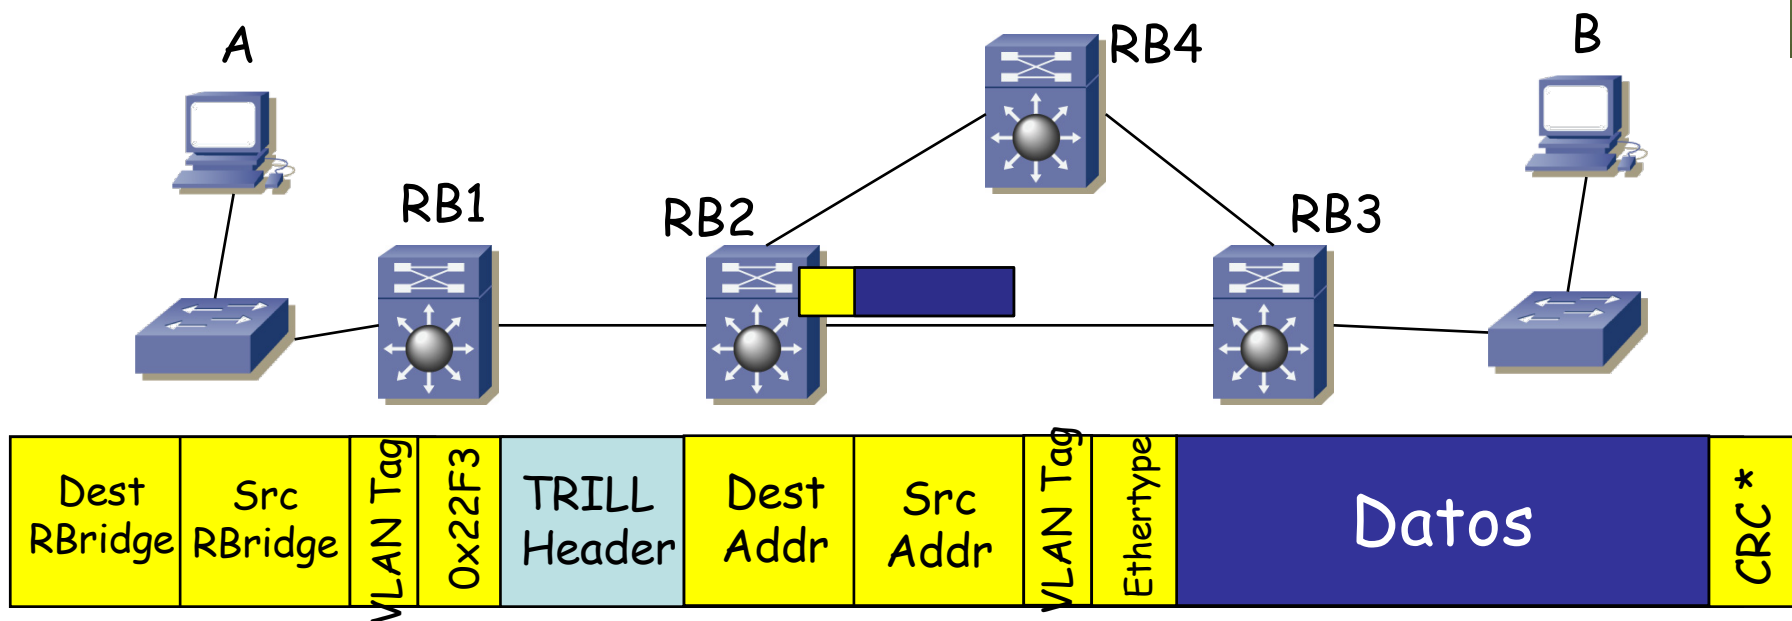 A
RB4
B
RB1
RB2
RB3
Dest
RBridge
Src
RBridge
VLAN Tag
0x22F3
TRILL
Header
Dest
Addr
Src
Addr
VLAN Tag
Ethertype
Datos
CRC *